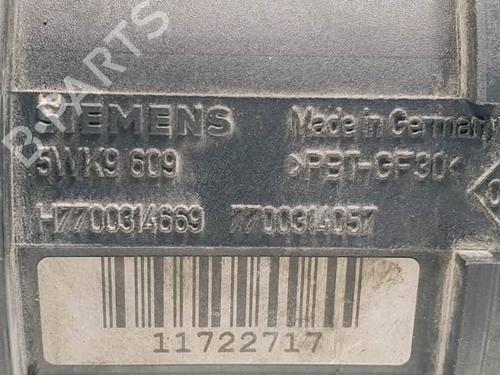 B-PARTS
SIEMENS
Made in Germany
5WK9 609
>PBT-GF30<
H7700314669 7700314057
11722717